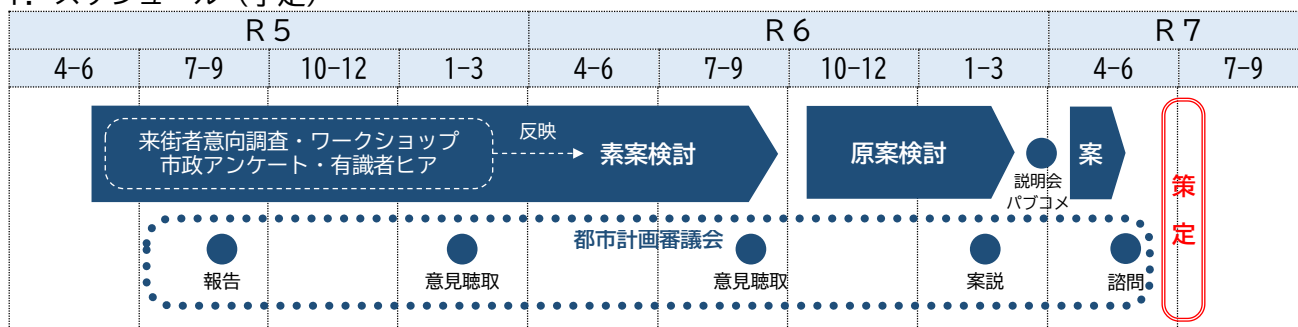 R5 R6 R7
4-6 7-9 10-12 1-3 4-6 7-9 10-12 1-3 4-6 7-9
来街者意向調査・ワークショップ
市政アンケート・有識者ヒア
反映
素案検討
原案検討
説明会
パブコメ
案
策定
都市計画審議会
報告
意見聴取
意見聴取
案説
諮問